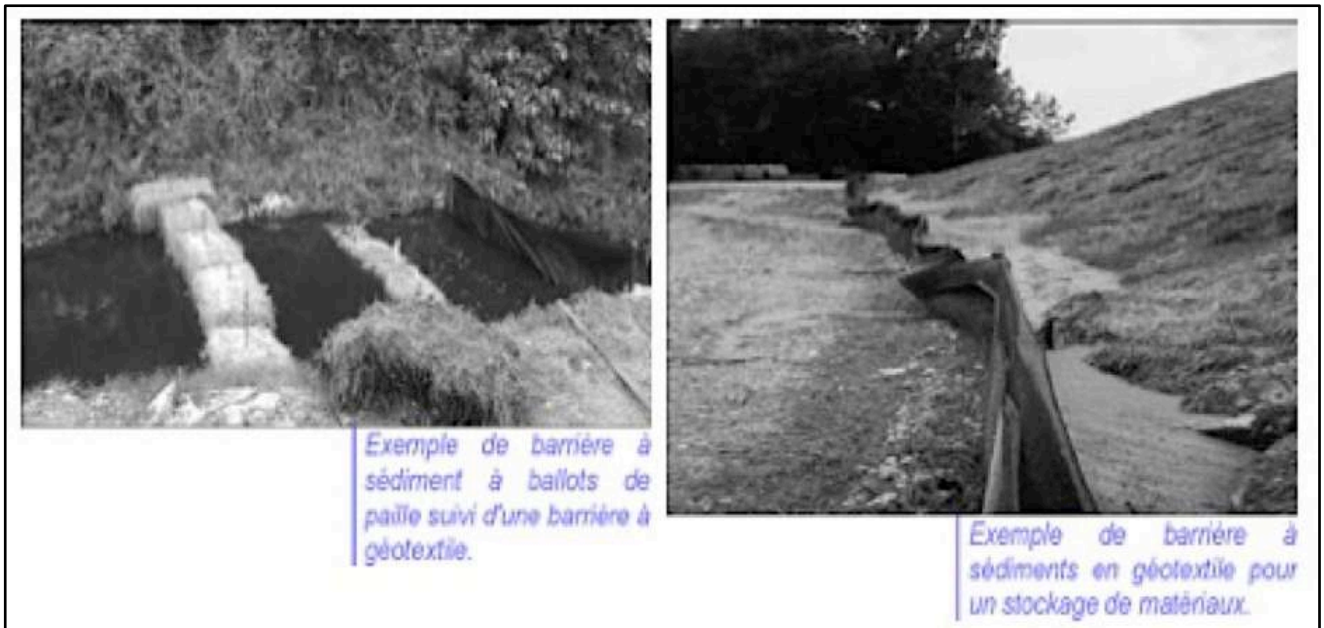 Exemple de barrière à
sédiment à ballots de
paille suivi d'une barrière à
géotextile.
Exemple de barrière à
sédiments en géotextile pour
un stockage de matériaux.